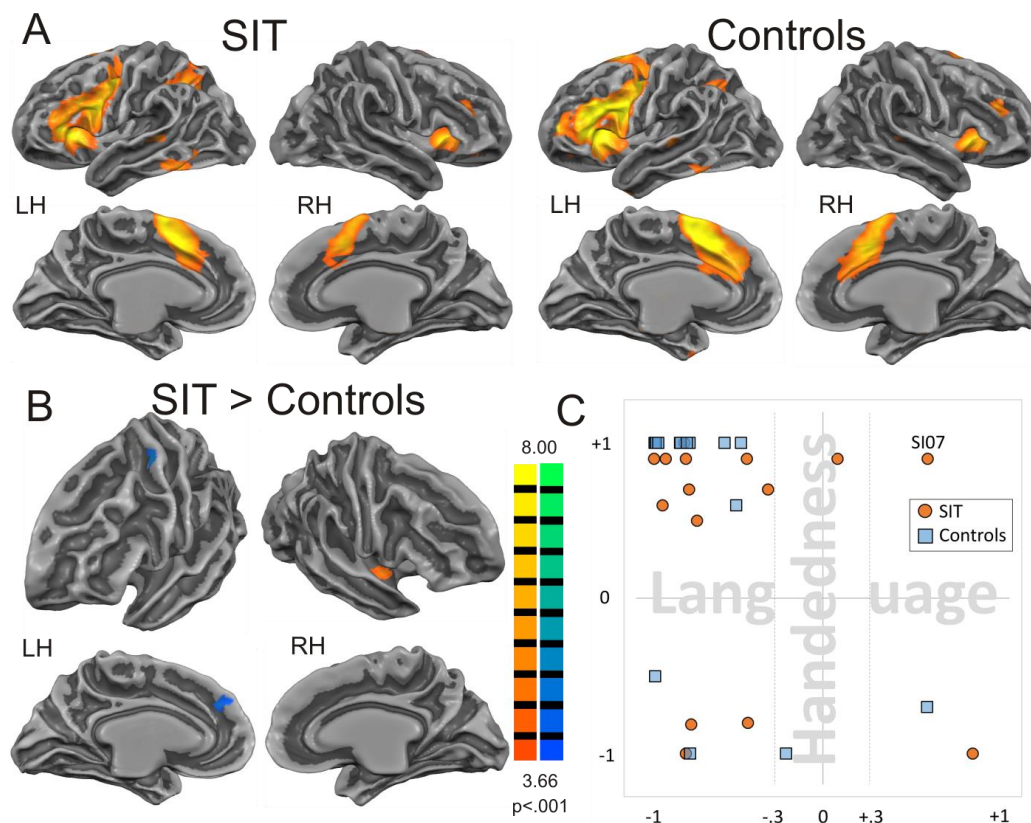 A
SIT
Controls
LH
RH
LH
RH
B
SIT > Controls
LH
RH
8.00
3.66
p<.001
C
+1
0
-1
SI07
SIT
Controls
Lang uage
Handedness
-1
-.3
0
+.3
+1